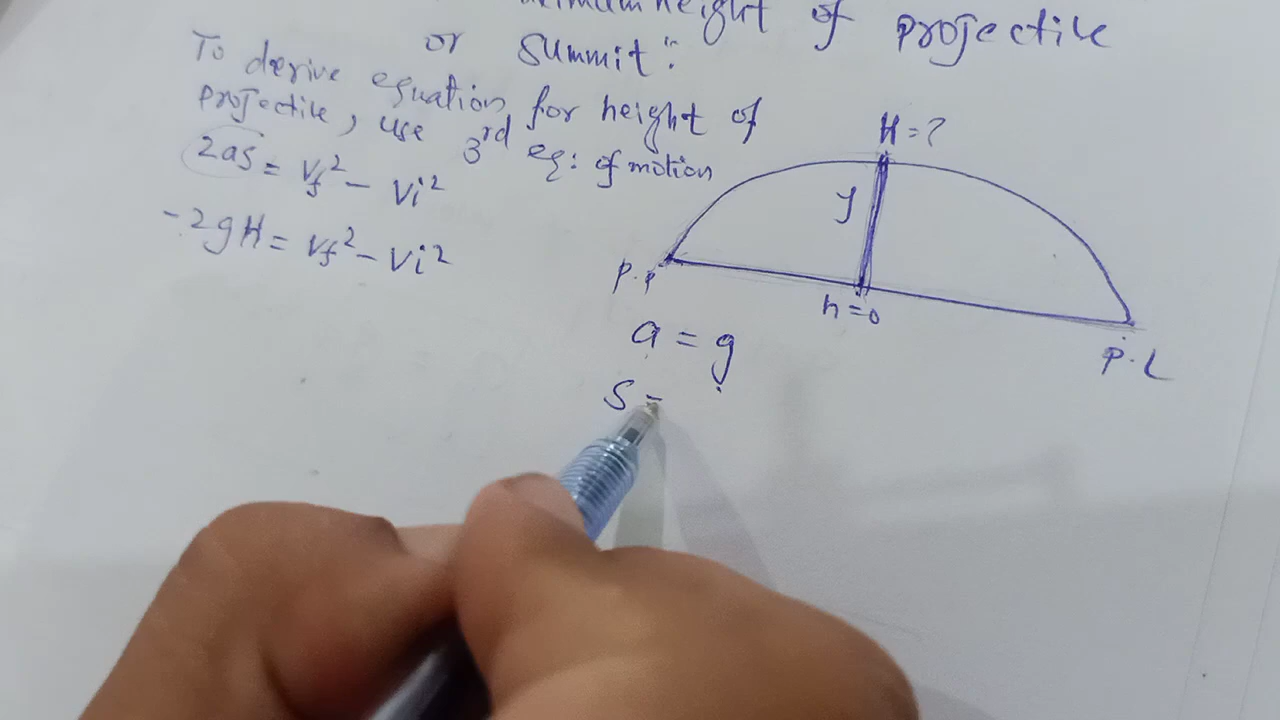 height of projectile
or summit":
To derive equation for height of
projectile, use 3rd eq: of motion
2as = Vf² - Vi²
-2gH = Vf² - Vi²
H = ?
y
P.P
h = 0
P.L
a = g
S =